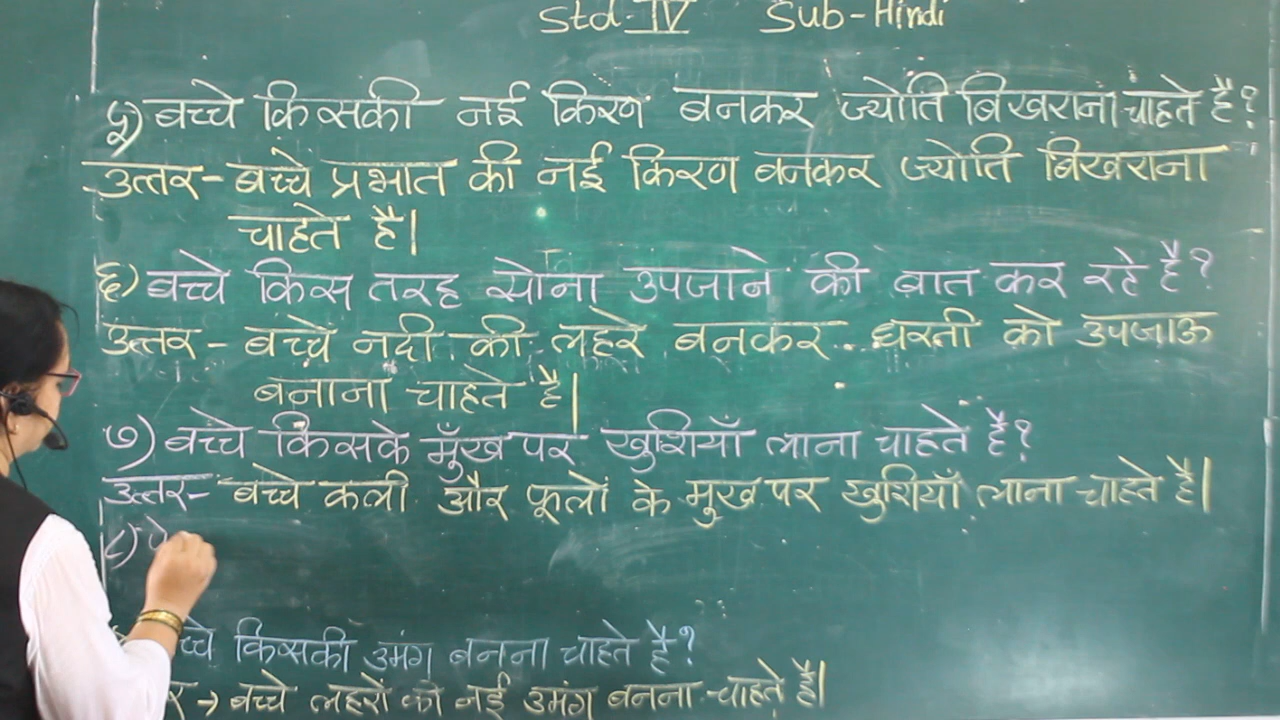 Std-IV Sub-Hindi
५) बच्चे किसकी नई किरण बनकर ज्योति बिखराना चाहते है?
उत्तर- बच्चे प्रभात की नई किरण बनकर ज्योति बिखराना
चाहते है।
६) बच्चे किस तरह सोना उपजाने की बात कर रहे है?
उत्तर - बच्चे नदी की लहरे बनकर धरती को उपजाऊ
बनाना चाहते है।
७) बच्चे किसके मुँख पर खुशियाँ लाना चाहते है?
उत्तर- बच्चे कली और फूलों के मुख पर खुशियाँ लाना चाहते है।
८)
किसकी उमंग बनना चाहते है?
→ बच्चे लहरों की नई उमंग बनना चाहते है।